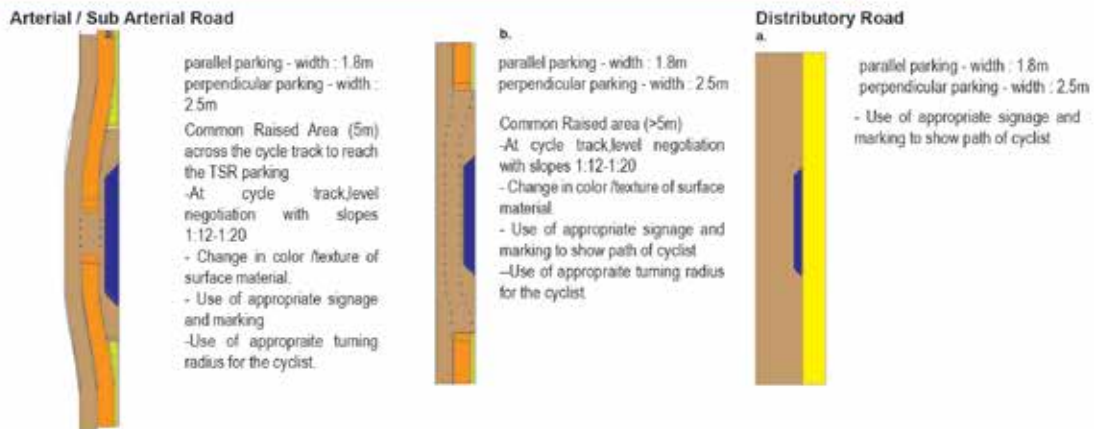 Arterial / Sub Arterial Road
a.
parallel parking - width : 1.8m
perpendicular parking - width :
2.5m
Common Raised Area (5m)
across the cycle track to reach
the TSR parking
-At cycle track,level
negotiation with slopes
1:12-1:20
- Change in color /texture of
surface material.
- Use of appropriate signage
and marking
-Use of appropraite turning
radius for the cyclist.
b.
parallel parking - width : 1.8m
perpendicular parking - width : 2.5m
Common Raised area (>5m)
-At cycle track,level negotiation
with slopes 1:12-1:20
- Change in color /texture of surface
material
- Use of appropriate signage and
marking to show path of cyclist
--Use of appropraite turning radius
for the cyclist
Distributory Road
a.
parallel parking - width : 1.8m
perpendicular parking - width : 2.5m
- Use of appropriate signage and
marking to show path of cyclist